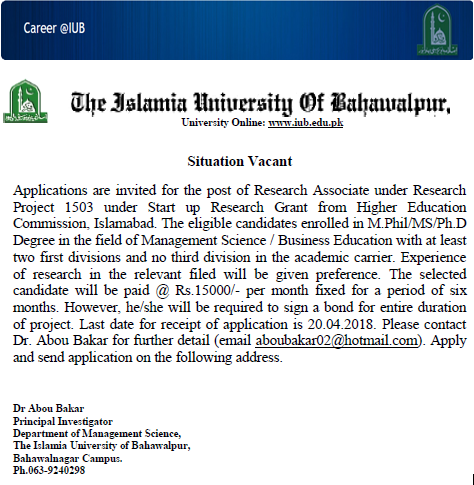 Career @IUB
The Islamia University Of Bahawalpur,
University Online: www.iub.edu.pk
Situation Vacant
Applications are invited for the post of Research Associate under Research
Project 1503 under Start up Research Grant from Higher Education
Commission, Islamabad. The eligible candidates enrolled in M.Phil/MS/Ph.D
Degree in the field of Management Science / Business Education with at least
two first divisions and no third division in the academic carrier. Experience
of research in the relevant filed will be given preference. The selected
candidate will be paid @ Rs.15000/- per month fixed for a period of six
months. However, he/she will be required to sign a bond for entire duration
of project. Last date for receipt of application is 20.04.2018. Please contact
Dr. Abou Bakar for further detail (email aboubakar02@hotmail.com). Apply
and send application on the following address.
Dr Abou Bakar
Principal Investigator
Department of Management Science,
The Islamia University of Bahawalpur,
Bahawalnagar Campus.
Ph.063-9240298